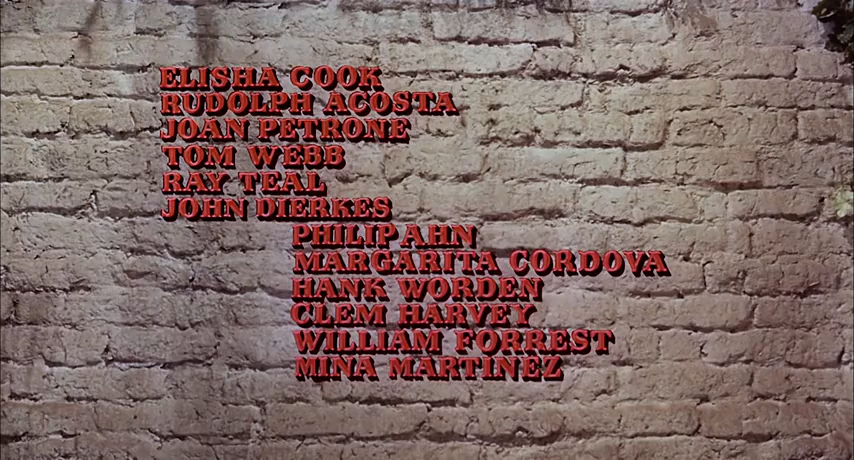 ELISHA COOK
RUDOLPH ACOSTA
JOAN PETRONE
TOM WEBB
RAY TEAL
JOHN DIERKES
PHILIP AHN
MARGARITA CORDOVA
HANK WORDEN
CLEM HARVEY
WILLIAM FORREST
MINA MARTINEZ